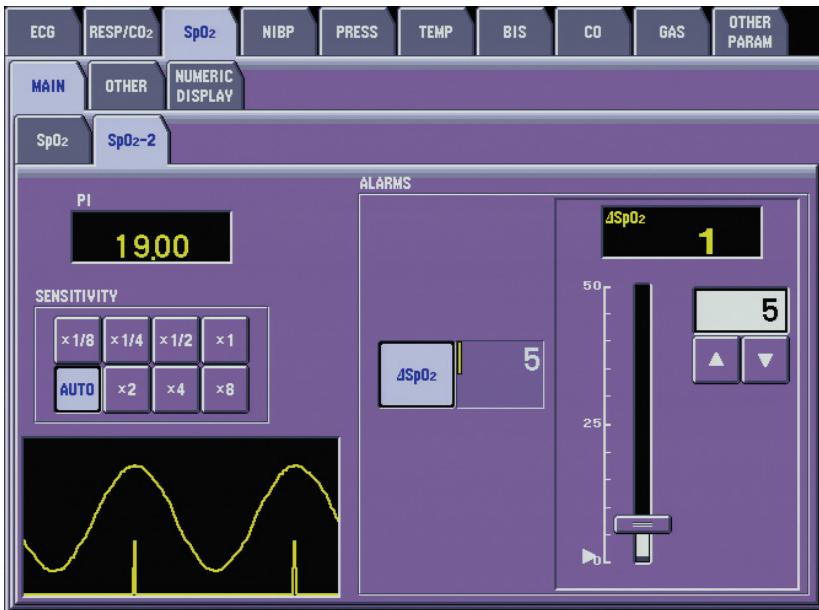 ECG RESP/CO2 SpO2 NIBP PRESS TEMP BIS CO GAS OTHER PARAM
MAIN OTHER NUMERIC DISPLAY
SpO2 SpO2-2
PI
19.00
SENSITIVITY
×1/8 ×1/4 ×1/2 ×1
AUTO ×2 ×4 ×8
ALARMS
ΔSpO2 5
ΔSpO2
1
50
25
0
5
▲ ▼